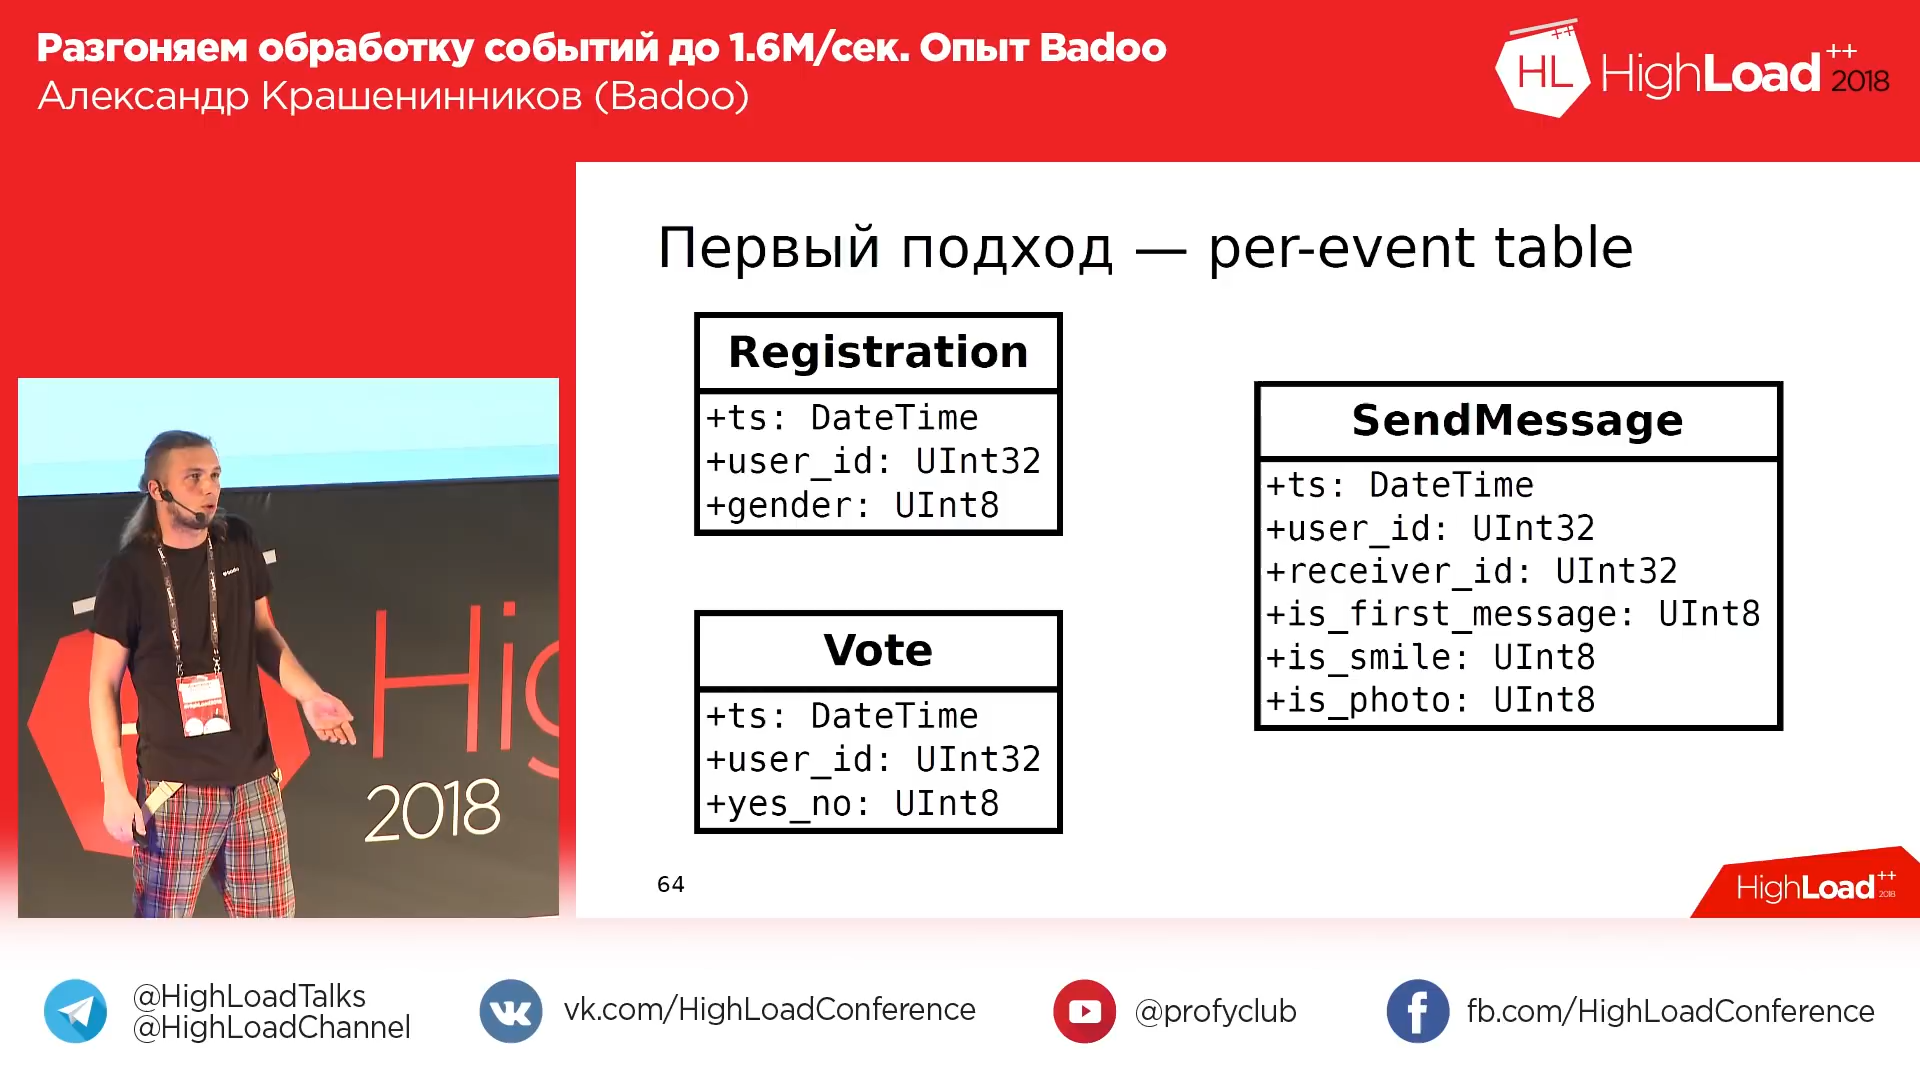 Разгоняем обработку событий до 1.6М/сек. Опыт Badoo
Александр Крашенинников (Badoo)
HL ++
HighLoad ++ 2018
Первый подход — per-event table
Registration
+ts: DateTime
+user_id: UInt32
+gender: UInt8
Vote
+ts: DateTime
+user_id: UInt32
+yes_no: UInt8
SendMessage
+ts: DateTime
+user_id: UInt32
+receiver_id: UInt32
+is_first_message: UInt8
+is_smile: UInt8
+is_photo: UInt8
64
HighLoad ++ 2018
Hig
2018
@HighLoadTalks
@HighLoadChannel
vk.com/HighLoadConference
@profyclub
fb.com/HighLoadConference